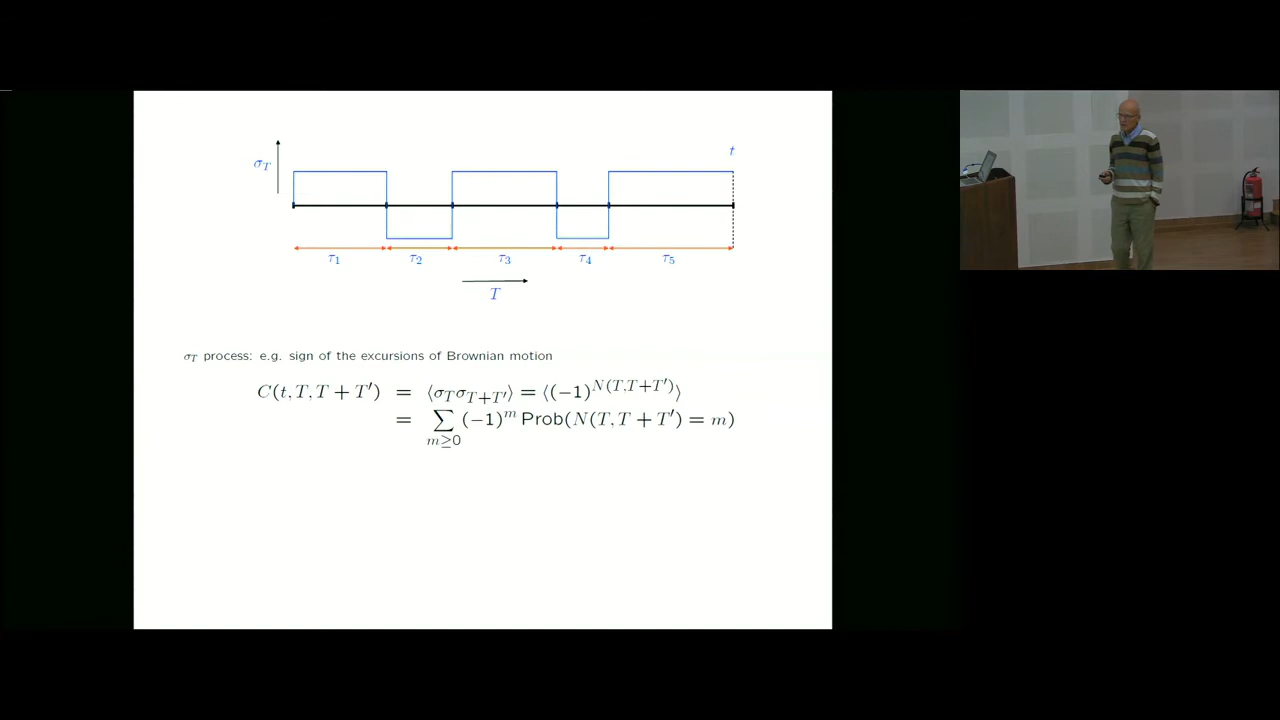 σ_T
t
τ₁ τ₂ τ₃ τ₄ τ₅
T
σ_T process: e.g. sign of the excursions of Brownian motion
C(t, T, T + T′) = ⟨σ_T σ_{T+T′}⟩ = ⟨(−1)^{N(T,T+T′)}⟩
= ∑_{m≥0} (−1)^m Prob(N(T, T + T′) = m)